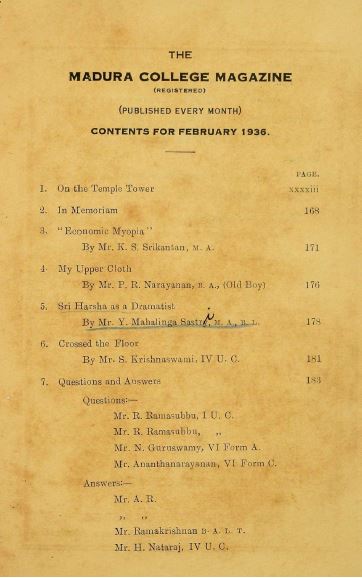 THE
MADURA COLLEGE MAGAZINE
(REGISTERED)
(PUBLISHED EVERY MONTH)
CONTENTS FOR FEBRUARY 1936.
PAGE.
1. On the Temple Tower xxxxiii
2. In Memoriam 168
3. "Economic Myopia"
By Mr. K. S. Srikantan, M. A. 171
4. My Upper Cloth
By Mr. P. R. Narayanan, B. A., (Old Boy) 176
5. Sri Harsha as a Dramatist
By Mr. Y. Mahalinga Sastri, M. A., B. L. 178
6. Crossed the Floor
By Mr. S. Krishnaswami, IV U. C. 181
7. Questions and Answers 183
Questions:—
Mr. R. Ramasubbu, I U. C.
Mr. R. Ramasubbu, „
Mr. N. Guruswamy, VI Form A.
Mr. Ananthanarayanan, VI Form C.
Answers:—
Mr. A. R.
„ „
Mr. Ramakrishnan B. A. L. T.
Mr. H. Nataraj, IV U. C.